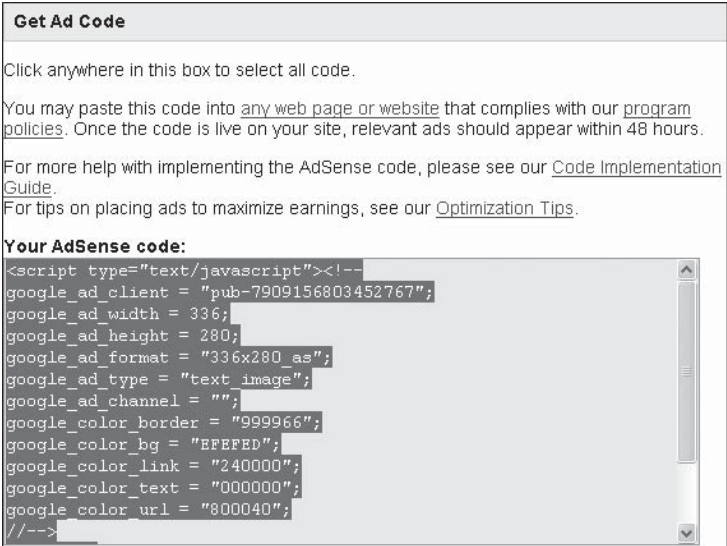 Get Ad Code
Click anywhere in this box to select all code.
You may paste this code into any web page or website that complies with our program
policies. Once the code is live on your site, relevant ads should appear within 48 hours.
For more help with implementing the AdSense code, please see our Code Implementation
Guide.
For tips on placing ads to maximize earnings, see our Optimization Tips.
Your AdSense code:
<script type="text/javascript"><!--
google_ad_client = "pub-7909156803452767";
google_ad_width = 336;
google_ad_height = 280;
google_ad_format = "336x280_as";
google_ad_type = "text_image";
google_ad_channel = "";
google_color_border = "999966";
google_color_bg = "EFEFED";
google_color_link = "240000";
google_color_text = "000000";
google_color_url = "800040";
//-->